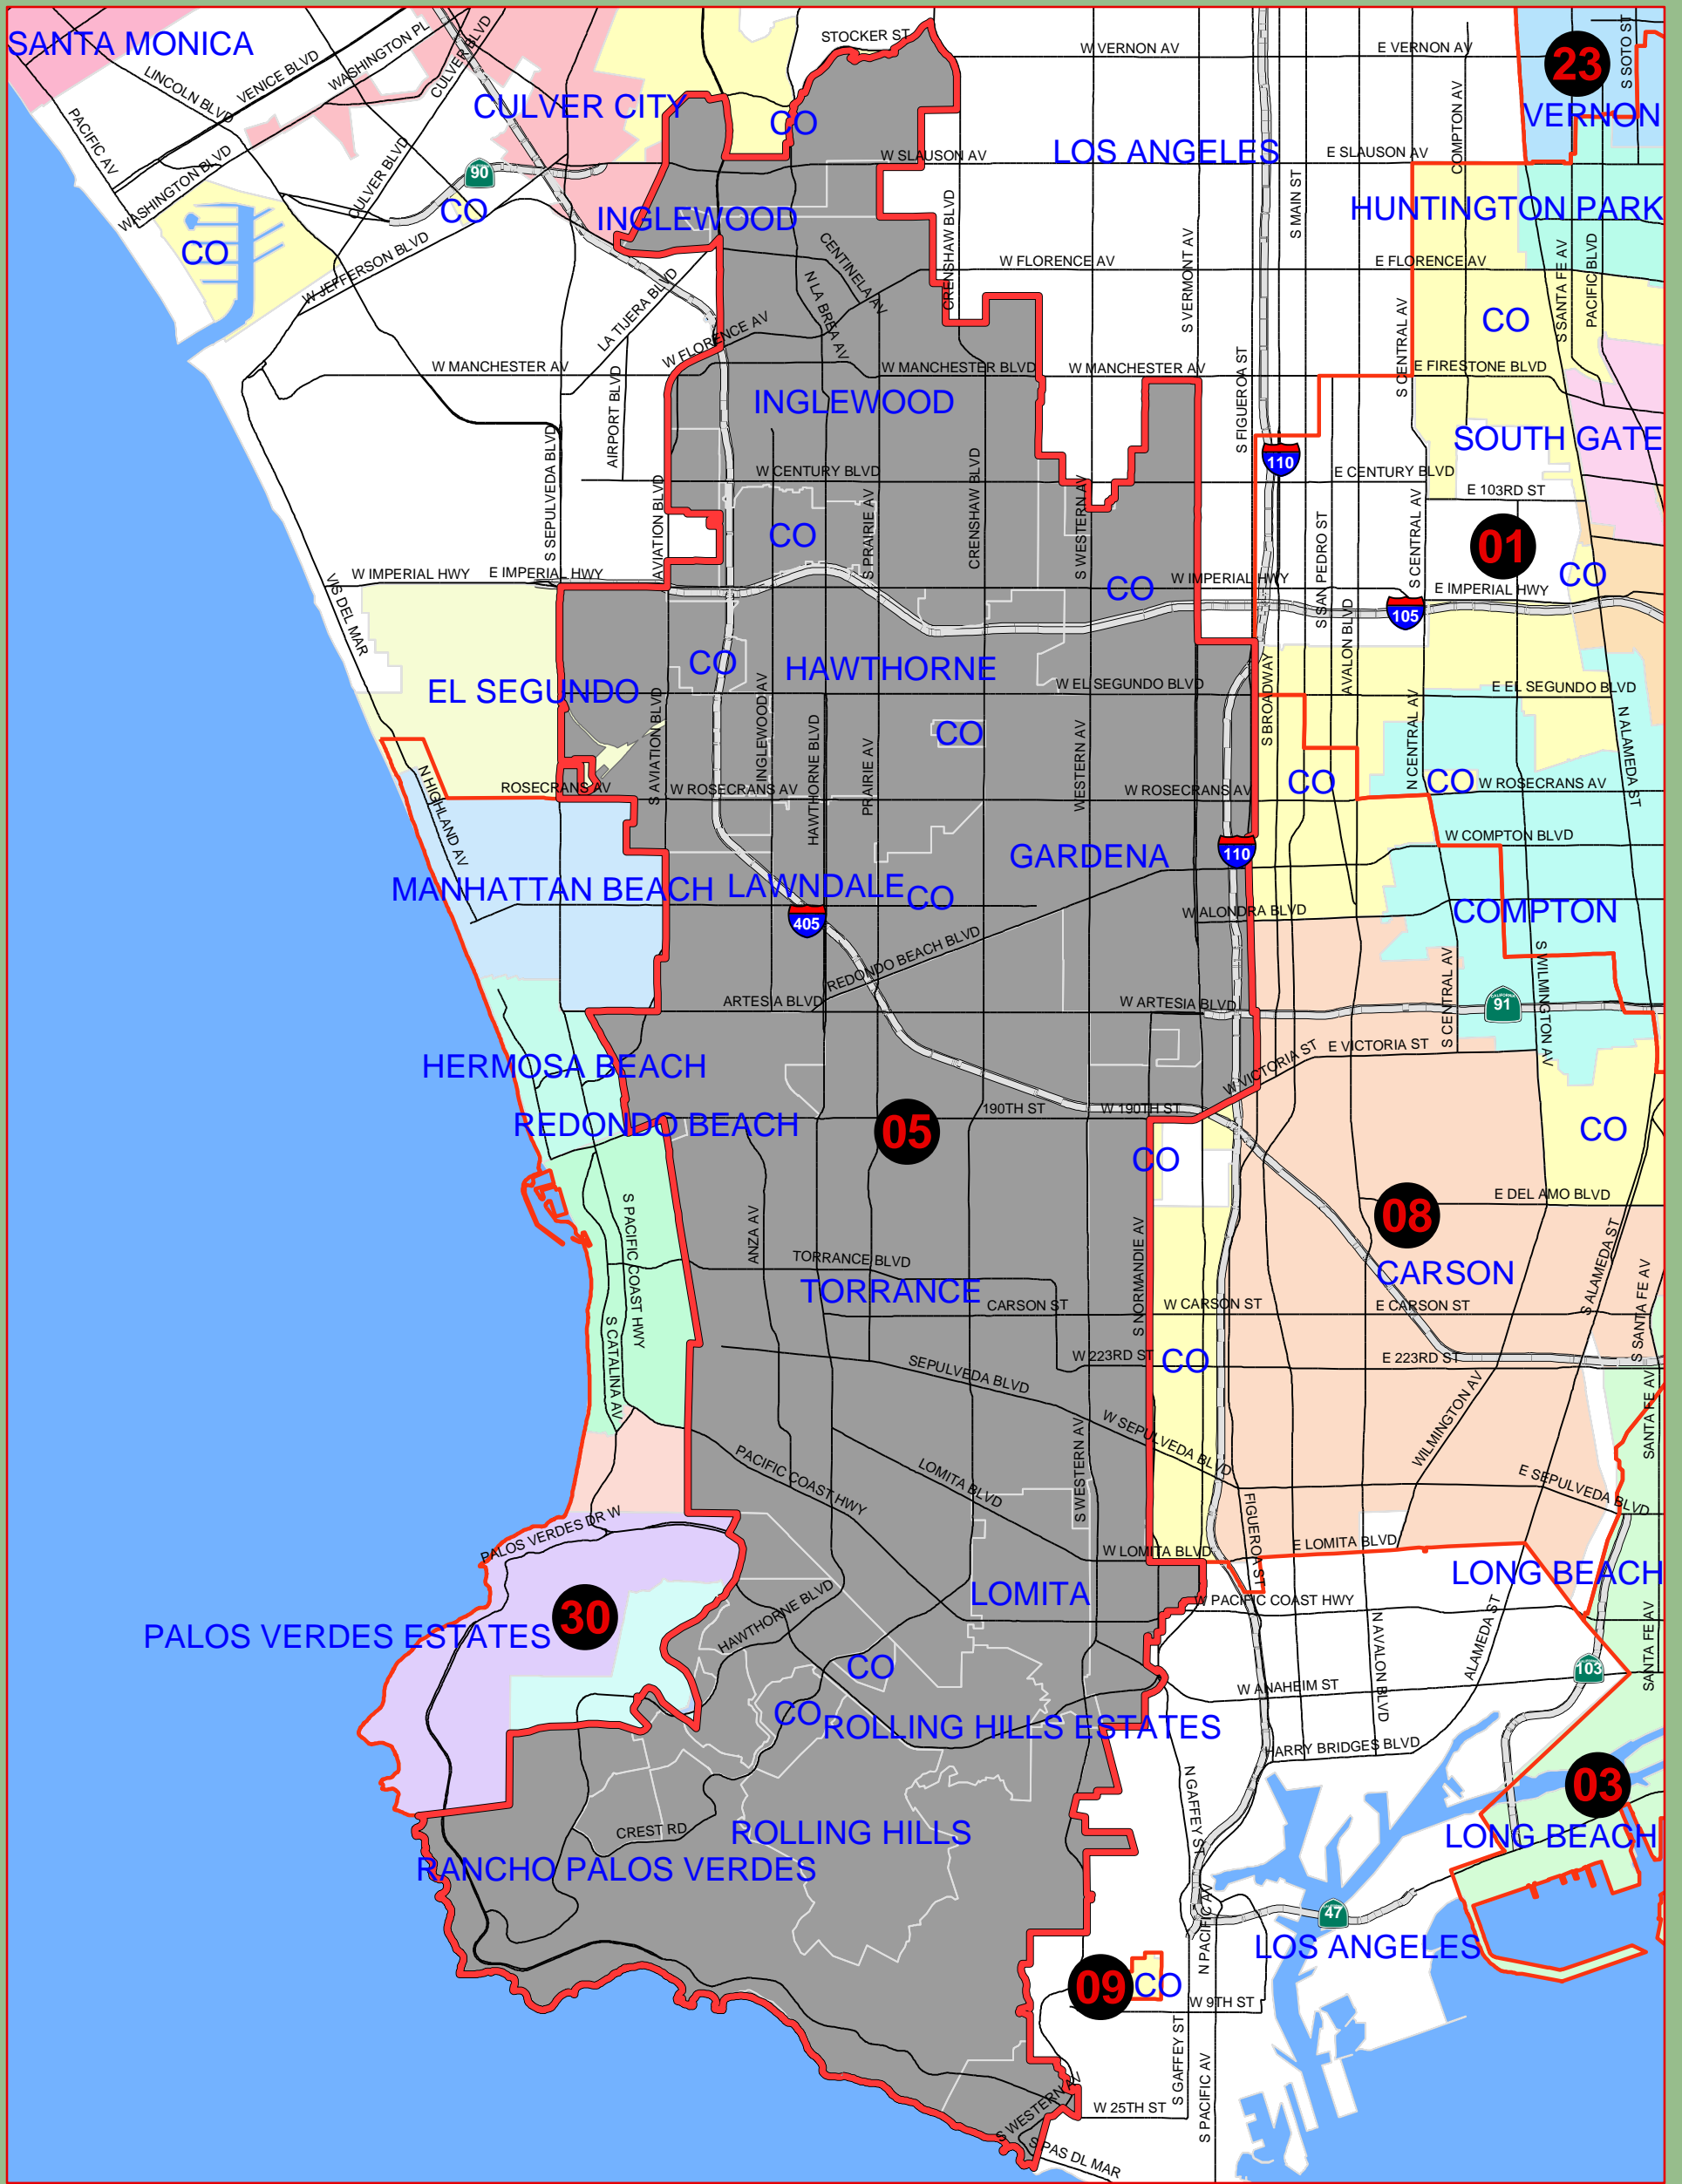 SANTA MONICA
STOCKER ST
W VERNON AV
E VERNON AV
S SOTO ST
23
VERNON
LINCOLN BLVD
VENICE BLVD
WASHINGTON PL
CULVER BLVD
CULVER CITY
CO
PACIFIC AV
WASHINGTON BLVD
CULVER BLVD
90
CO
CO
W JEFFERSON BLVD
W SLAUSON AV
LOS ANGELES
E SLAUSON AV
COMPTON AV
HUNTINGTON PARK
INGLEWOOD
CENTINELA AV
N LA BREA AV
CRENSHAW BLVD
W FLORENCE AV
S VERMONT AV
S MAIN ST
E FLORENCE AV
S SANTA FE AV
PACIFIC BLVD
CO
LA TIJERA BLVD
W FLORENCE AV
W MANCHESTER AV
AIRPORT BLVD
W MANCHESTER BLVD
W MANCHESTER AV
S FIGUEROA ST
S CENTRAL AV
E FIRESTONE BLVD
INGLEWOOD
SOUTH GATE
110
S SEPULVEDA BLVD
AVIATION BLVD
W CENTURY BLVD
CRENSHAW BLVD
S PRAIRIE AV
S WESTERN AV
E CENTURY BLVD
E 103RD ST
CO
01
S SAN PEDRO ST
S CENTRAL AV
W IMPERIAL HWY
E IMPERIAL HWY
CO
W IMPERIAL HWY
105
E IMPERIAL HWY
CO
VIS DEL MAR
AVALON BLVD
EL SEGUNDO
CO
HAWTHORNE
W EL SEGUNDO BLVD
S BROADWAY
E EL SEGUNDO BLVD
S AVIATION BLVD
INGLEWOOD AV
HAWTHORNE BLVD
PRAIRIE AV
CO
WESTERN AV
N CENTRAL AV
N ALAMEDA ST
N HIGHLAND AV
ROSECRANS AV
W ROSECRANS AV
W ROSECRANS AV
CO
CO
W ROSECRANS AV
W COMPTON BLVD
GARDENA
110
MANHATTAN BEACH
LAWNDALE
CO
405
W ALONDRA BLVD
COMPTON
REDONDO BEACH BLVD
S CENTRAL AV
S WILMINGTON AV
ARTESIA BLVD
W ARTESIA BLVD
91
HERMOSA BEACH
W VICTORIA ST
E VICTORIA ST
REDONDO BEACH
05
190TH ST
W 190TH ST
CO
CO
S PACIFIC COAST HWY
ANZA AV
S NORMANDIE AV
08
E DEL AMO BLVD
TORRANCE BLVD
TORRANCE
CARSON ST
W CARSON ST
CARSON
E CARSON ST
S ALAMEDA ST
S SANTA FE AV
S CATALINA AV
SEPULVEDA BLVD
W 223RD ST
CO
E 223RD ST
SANTA FE AV
PACIFIC COAST HWY
LOMITA BLVD
S WESTERN AV
W SEPULVEDA BLVD
WILMINGTON AV
E SEPULVEDA BLVD
FIGUEROA ST
PALOS VERDES DR W
W LOMITA BLVD
E LOMITA BLVD
LONG BEACH
LOMITA
W PACIFIC COAST HWY
PALOS VERDES ESTATES
30
HAWTHORNE BLVD
N AVALON BLVD
ALAMEDA ST
SANTA FE AV
103
CO
W ANAHEIM ST
CO
ROLLING HILLS ESTATES
HARRY BRIDGES BLVD
N GAFFEY ST
03
CREST RD
ROLLING HILLS
LONG BEACH
RANCHO PALOS VERDES
N PACIFIC AV
47
LOS ANGELES
09
CO
W 9TH ST
S GAFFEY ST
S PACIFIC AV
S WESTERN AV
W 25TH ST
S PAS DL MAR